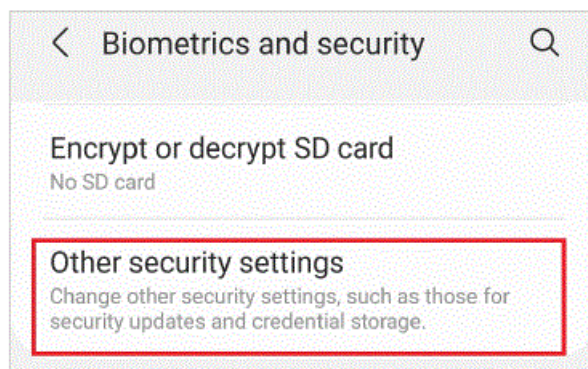 Biometrics and security
Encrypt or decrypt SD card
No SD card
Other security settings
Change other security settings, such as those for
security updates and credential storage.